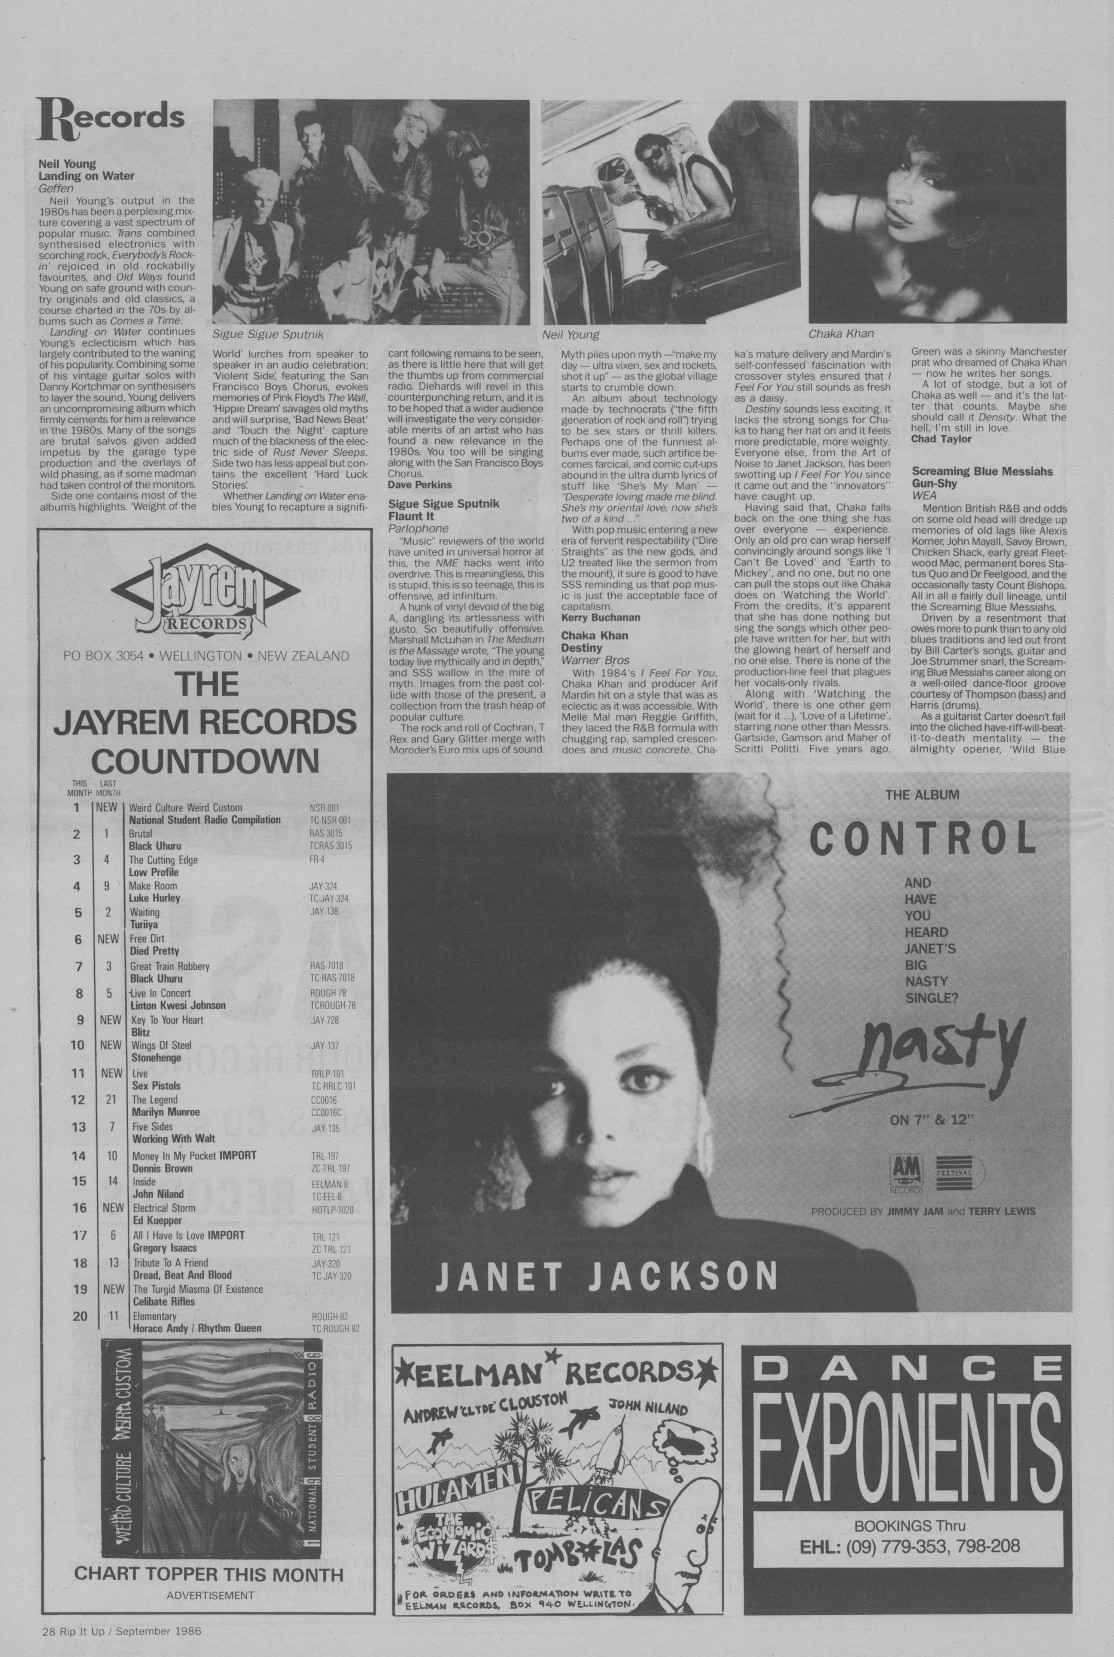 Records
Neil Young
Landing on Water
Geffen
Neil Young's output in the
1980s has been a perplexing mix-
ture covering a vast spectrum of
popular music. Trans combined
synthesised electronics with
scorching rock, Everybody's Rock-
in' rejoiced in old rockabilly
favourites, and Old Ways found
Young on safe ground with coun-
try originals and old classics, a
course charted in the 70s by al-
bums such as Comes a Time.
Landing on Water continues
Young's eclecticism which has
largely contributed to the waning
of his popularity. Combining some
of his vintage guitar solos with
Danny Kortchmar on synthesisers
to layer the sound, Young delivers
an uncompromising album which
firmly cements for him a relevance
in the 1980s. Many of the songs
are brutal salvos given added
impetus by the garage type
production and the overlays of
wild phasing, as if some madman
had taken control of the monitors.
Side one contains most of the
album's highlights. 'Weight of the
Sigue Sigue Sputnik
World' lurches from speaker to
speaker in an audio celebration;
'Violent Side', featuring the San
Francisco Boys Chorus, evokes
memories of Pink Floyd's The Wall,
'Hippie Dream' savages old myths
and will surprise, 'Bad News Beat'
and 'Touch the Night' capture
much of the blackness of the elec-
tric side of Rust Never Sleeps.
Side two has less appeal but con-
tains the excellent 'Hard Luck
Stories'.
Whether Landing on Water ena-
bles Young to recapture a signifi-
cant following remains to be seen,
as there is little here that will get
the thumbs up from commercial
radio. Diehards will revel in this
counterpunching return, and it is
to be hoped that a wider audience
will investigate the very consider-
able merits of an artist who has
found a new relevance in the
1980s. You too will be singing
along with the San Francisco Boys
Chorus.
Dave Perkins
Sigue Sigue Sputnik
Flaunt It
Parlophone
"Music" reviewers of the world
have united in universal horror at
this, the NME hacks went into
overdrive. This is meaningless, this
is stupid, this is so teenage, this is
offensive, ad infinitum.
A hunk of vinyl devoid of the big
A, dangling its artlessness with
gusto. So beautifully offensive.
Marshall McLuhan in The Medium
is the Massage wrote, "The young
today live mythically and in depth,"
and SSS wallow in the mire of
myth. Images from the past col-
lide with those of the present, a
collection from the trash heap of
popular culture.
The rock and roll of Cochran, T
Rex and Gary Glitter merge with
Moroder's Euro mix ups of sound.
Neil Young
Myth piles upon myth — "make my
day — ultra vixen, sex and rockets,
shot it up" — as the global village
starts to crumble down.
An album about technology
made by technocrats ("the fifth
generation of rock and roll") trying
to be sex stars or thrill killers.
Perhaps one of the funniest al-
bums ever made, such artifice be-
comes farcical, and comic cut-ups
abound in the ultra dumb lyrics of
stuff like 'She's My Man' —
"Desperate loving made me blind.
She's my oriental love, now she's
two of a kind ..."
With pop music entering a new
era of fervent respectability ("Dire
Straights" as the new gods, and
U2 treated like the sermon from
the mount), it sure is good to have
SSS reminding us that pop mus-
ic is just the acceptable face of
capitalism.
Kerry Buchanan
Chaka Khan
Destiny
Warner Bros
With 1984's I Feel For You,
Chaka Khan and producer Arif
Mardin hit on a style that was as
eclectic as it was accessible. With
Melle Mal man Reggie Griffith,
they laced the R&B formula with
chugging rap, sampled crescen-
does and music concrete. Cha-
ka's mature delivery and Mardin's
self-confessed fascination with
crossover styles ensured that I
Feel For You still sounds as fresh
as a daisy.
Destiny sounds less exciting. It
lacks the strong songs for Cha-
ka to hang her hat on and it feels
more predictable, more weighty.
Everyone else, from the Art of
Noise to Janet Jackson, has been
swotting up I Feel For You since
it came out and the "innovators"
have caught up.
Having said that, Chaka falls
back on the one thing she has
over everyone — experience.
Only an old pro can wrap herself
convincingly around songs like 'I
Can't Be Loved' and 'Earth to
Mickey', and no one, but no one
can pull the stops out like Chaka
does on 'Watching the World'.
From the credits, it's apparent
that she has done nothing but
sing the songs which other peo-
ple have written for her, but with
the glowing heart of herself and
no one else. There is none of the
production-line feel that plagues
her vocals-only rivals.
Along with 'Watching the
World', there is one other gem
(wait for it ...), 'Love of a Lifetime',
starring none other than Messrs.
Gartside, Gamson and Maher of
Scritti Politti. Five years ago,
Chaka Khan
Green was a skinny Manchester
prat who dreamed of Chaka Khan
— now he writes her songs.
A lot of stodge, but a lot of
Chaka as well — and it's the lat-
ter that counts. Maybe she
should call it Density. What the
hell, I'm still in love.
Chad Taylor
Screaming Blue Messiahs
Gun-Shy
WEA
Mention British R&B and odds
on some old head will dredge up
memories of old lags like Alexis
Korner, John Mayall, Savoy Brown,
Chicken Shack, early great Fleet-
wood Mac, permanent bores Sta-
tus Quo and Dr Feelgood, and the
occasionally tasty Count Bishops.
All in all a fairly dull lineage, until
the Screaming Blue Messiahs.
Driven by a resentment that
owes more to punk than to any old
blues traditions and led out front
by Bill Carter's songs, guitar and
Joe Strummer snarl, the Scream-
ing Blue Messiahs career along on
a well-oiled dance-floor groove
courtesy of Thompson (bass) and
Harris (drums).
As a guitarist Carter doesn't fall
into the cliched have-riff-will-beat-
it-to-death mentality — the
almighty opener, 'Wild Blue
Jayrem
RECORDS
PO BOX 3054 • WELLINGTON • NEW ZEALAND
THE
JAYREM RECORDS
COUNTDOWN
THIS LAST
MONTH MONTH
1 NEW Weird Culture Weird Custom NSR-001
National Student Radio Compilation TC-NSR-001
2 1 Brutal RAS 3015
Black Uhuru TCRAS 3015
3 4 The Cutting Edge FR-4
Low Profile
4 9 Make Room JAY-324
Luke Hurley TC-JAY-324
5 2 Waiting JAY-138
Turiiya
6 NEW Free Dirt
Died Pretty
7 3 Great Train Robbery RAS-7018
Black Uhuru TC-RAS-7018
8 5 Live In Concert ROUGH-78
Linton Kwesi Johnson TCROUGH-78
9 NEW Key To Your Heart JAY-728
Blitz
10 NEW Wings Of Steel JAY-137
Stonehenge
11 NEW Live RRLP-101
Sex Pistols TC-RRLC-101
12 21 The Legend CC0016
Marilyn Munroe CC0016C
13 7 Five Sides JAY-135
Working With Walt
14 10 Money In My Pocket IMPORT TRL-197
Dennis Brown ZC-TRL-197
15 14 Inside EELMAN-8
John Niland TC-EEL-8
16 NEW Electrical Storm HOTLP-1020
Ed Kuepper
17 6 All I Have Is Love IMPORT TRL-121
Gregory Isaacs ZC-TRL-121
18 13 Tribute To A Friend JAY-320
Dread, Beat And Blood TC-JAY-320
19 NEW The Turgid Miasma Of Existence
Celibate Rifles
20 11 Elementary ROUGH-82
Horace Andy / Rhythm Queen TC-ROUGH-82
WEIRD CULTURE WEIRD CUSTOM
NATIONAL STUDENT RADIO
CHART TOPPER THIS MONTH
ADVERTISEMENT
THE ALBUM
CONTROL
AND
HAVE
YOU
HEARD
JANET'S
BIG
NASTY
SINGLE?
nasty
ON 7" & 12"
A&M
RECORDS
FESTIVAL
PRODUCED BY JIMMY JAM and TERRY LEWIS
JANET JACKSON
EELMAN RECORDS
ANDREW 'CLYDE' CLOUSTON
JOHN NILAND
HULAMEN
PELICANS
THE
ECONOMIC
WIZARDS
TOMBOLAS
FOR ORDERS AND INFORMATION WRITE TO
EELMAN RECORDS, BOX 940 WELLINGTON.
DANCE
EXPONENTS
BOOKINGS Thru
EHL: (09) 779-353, 798-208
28 Rip It Up / September 1986